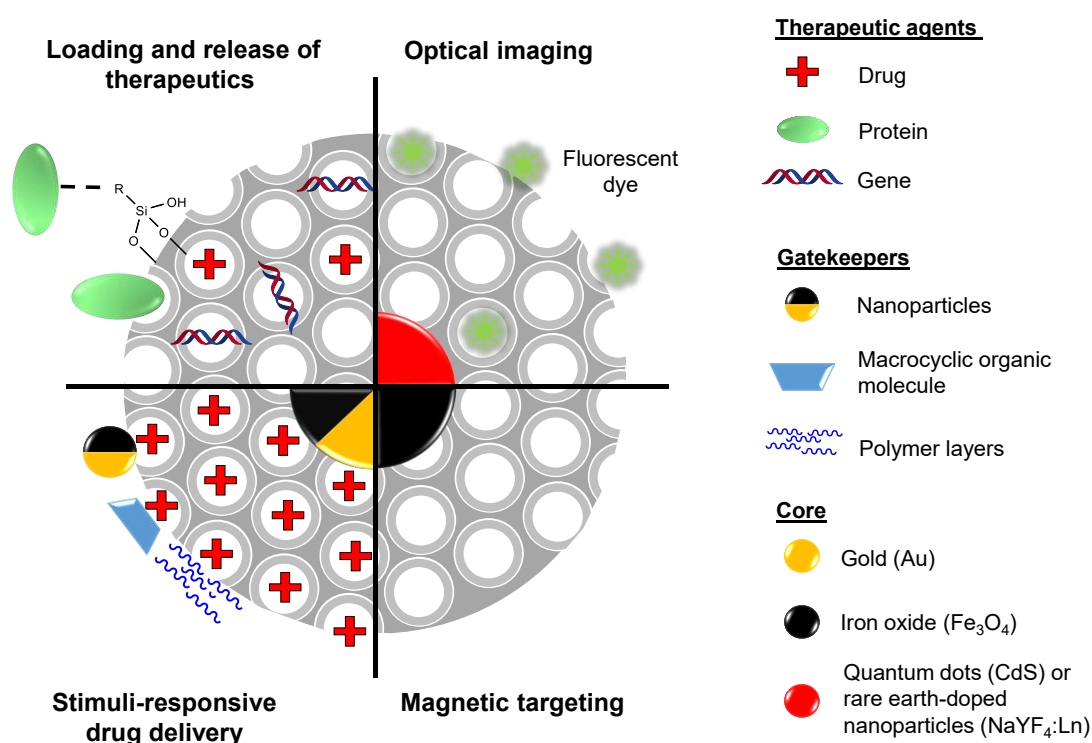 Loading and release of
therapeutics
Optical imaging
Fluorescent
dye
R
Si
OH
O
O
Stimuli-responsive
drug delivery
Magnetic targeting
Therapeutic agents
Drug
Protein
Gene
Gatekeepers
Nanoparticles
Macrocyclic organic
molecule
Polymer layers
Core
Gold (Au)
Iron oxide (Fe₃O₄)
Quantum dots (CdS) or
rare earth-doped
nanoparticles (NaYF₄:Ln)